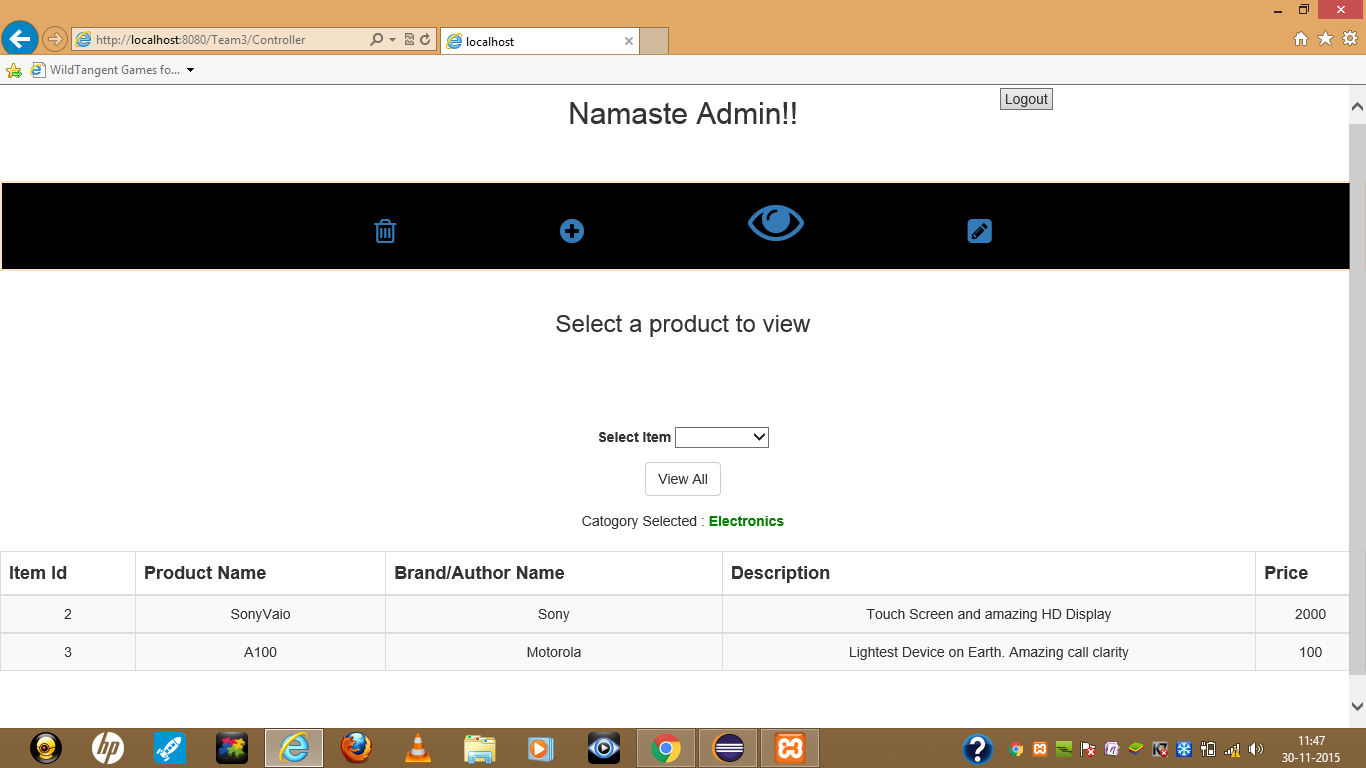 http://localhost:8080/Team3/Controller
localhost
WildTangent Games fo...
Logout
Namaste Admin!!
Select a product to view
Select Item
View All
Catogory Selected : Electronics
Item Id Product Name Brand/Author Name Description Price
2 SonyVaio Sony Touch Screen and amazing HD Display 2000
3 A100 Motorola Lightest Device on Earth. Amazing call clarity 100
hp
11:47
30-11-2015